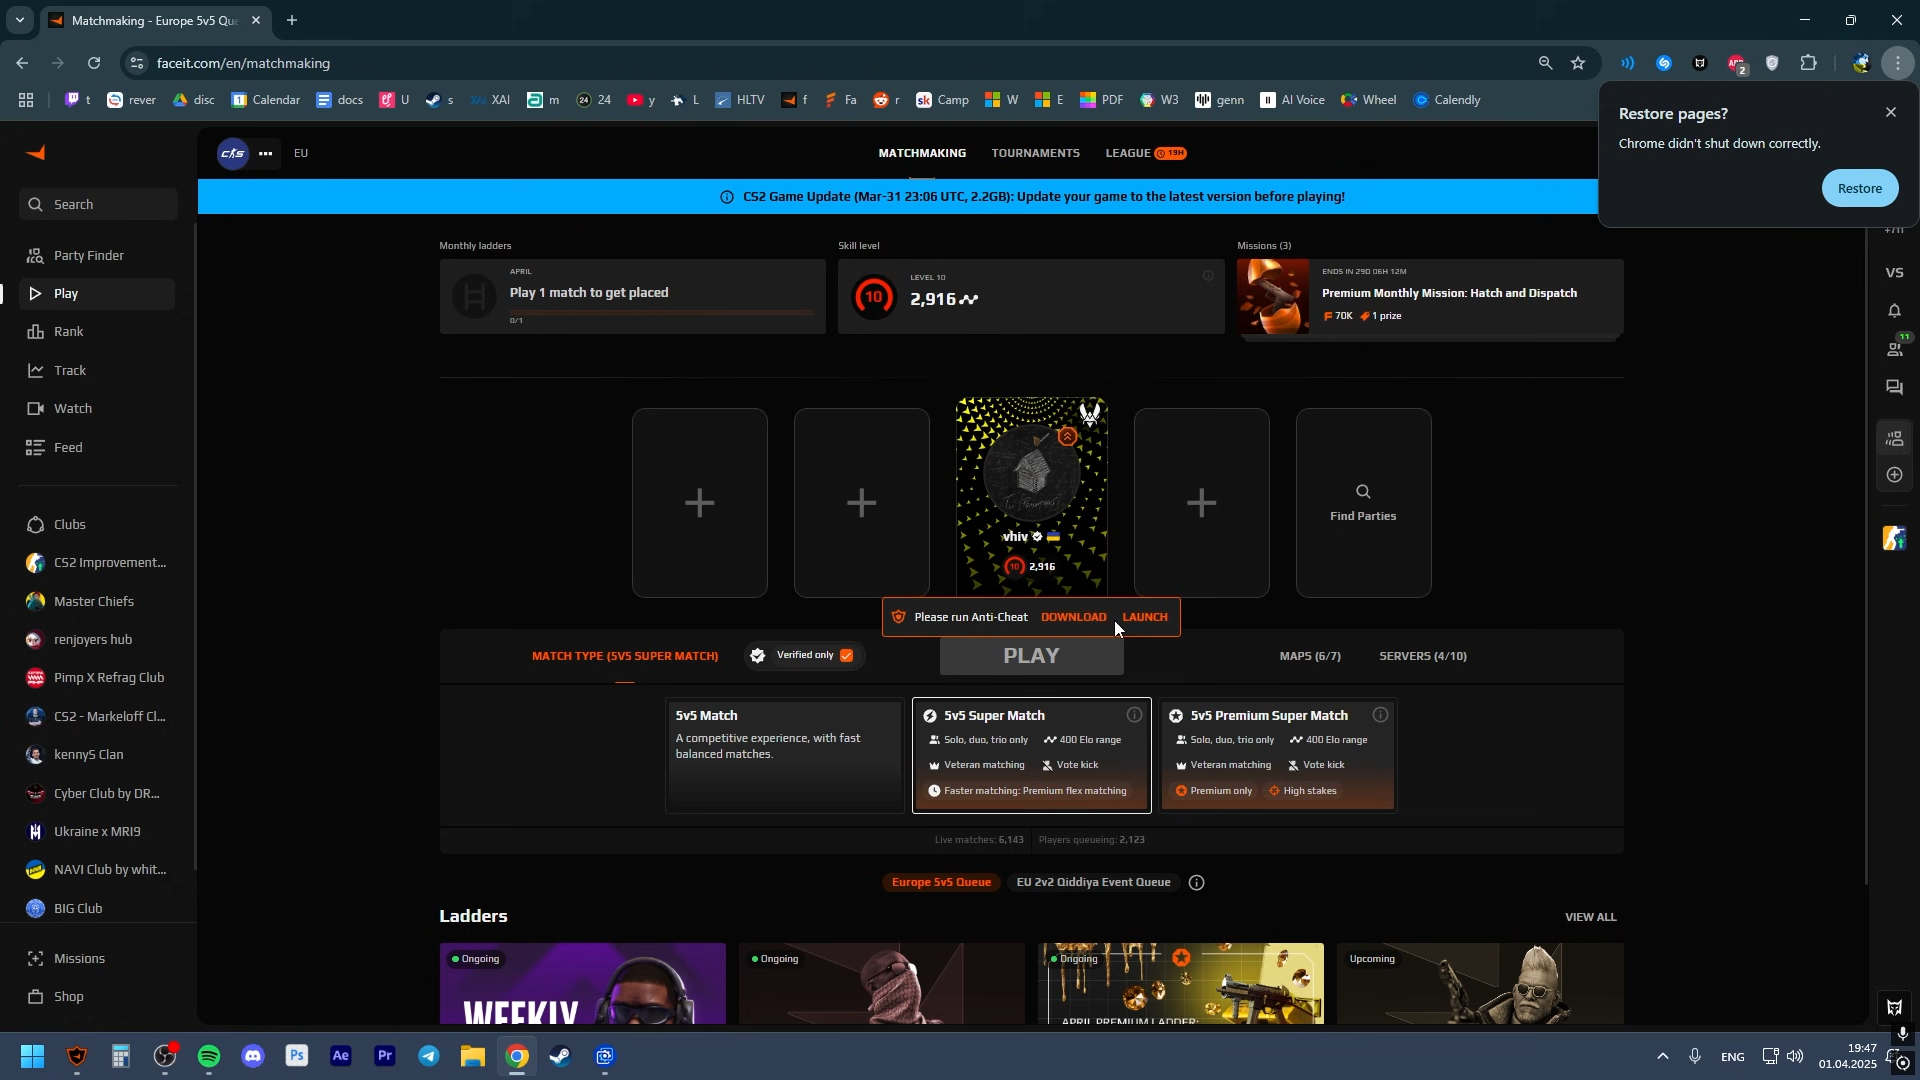 Matchmaking - Europe 5v5 Qu
faceit.com/en/matchmaking
2
t
rever
disc
Calendar
docs
U
s
XAI
m
24
y
L
HLTV
f
Fa
r
Camp
W
E
PDF
W3
genn
AI Voice
Wheel
Calendly
Restore pages?
Chrome didn't shut down correctly.
Restore
EU
MATCHMAKING
TOURNAMENTS
LEAGUE 19H
CS2 Game Update (Mar-31 23:06 UTC, 2.2GB): Update your game to the latest version before playing!
Search
Party Finder
Play
Rank
Track
Watch
Feed
Clubs
CS2 Improvement...
Master Chiefs
renjoyers hub
Pimp X Refrag Club
CS2 - Markeloff Cl...
kennyS Clan
Cyber Club by DR...
Ukraine x MRI9
NAVI Club by whit...
BIG Club
Missions
Shop
Monthly ladders
APRIL
Play 1 match to get placed
0/1
Skill level
10
LEVEL 10
2,916
Missions (3)
ENDS IN 29D 06H 12M
Premium Monthly Mission: Hatch and Dispatch
70K
1 prize
VS
11
vhiv
10 2,916
Find Parties
Please run Anti-Cheat DOWNLOAD LAUNCH
MATCH TYPE (5V5 SUPER MATCH)
Verified only
PLAY
MAPS (6/7)
SERVERS (4/10)
5v5 Match
A competitive experience, with fast
balanced matches.
5v5 Super Match
Solo, duo, trio only
400 Elo range
Veteran matching
Vote kick
Faster matching: Premium flex matching
5v5 Premium Super Match
Solo, duo, trio only
400 Elo range
Veteran matching
Vote kick
Premium only
High stakes
Live matches: 6,143
Players queueing: 2,123
Europe 5v5 Queue
EU 2v2 Qiddiya Event Queue
Ladders
VIEW ALL
Ongoing
WEEKLY
Ongoing
Ongoing
APRIL PREMIUM LADDER:
Upcoming
Ps
Ae
Pr
ENG
19:47
01.04.2025